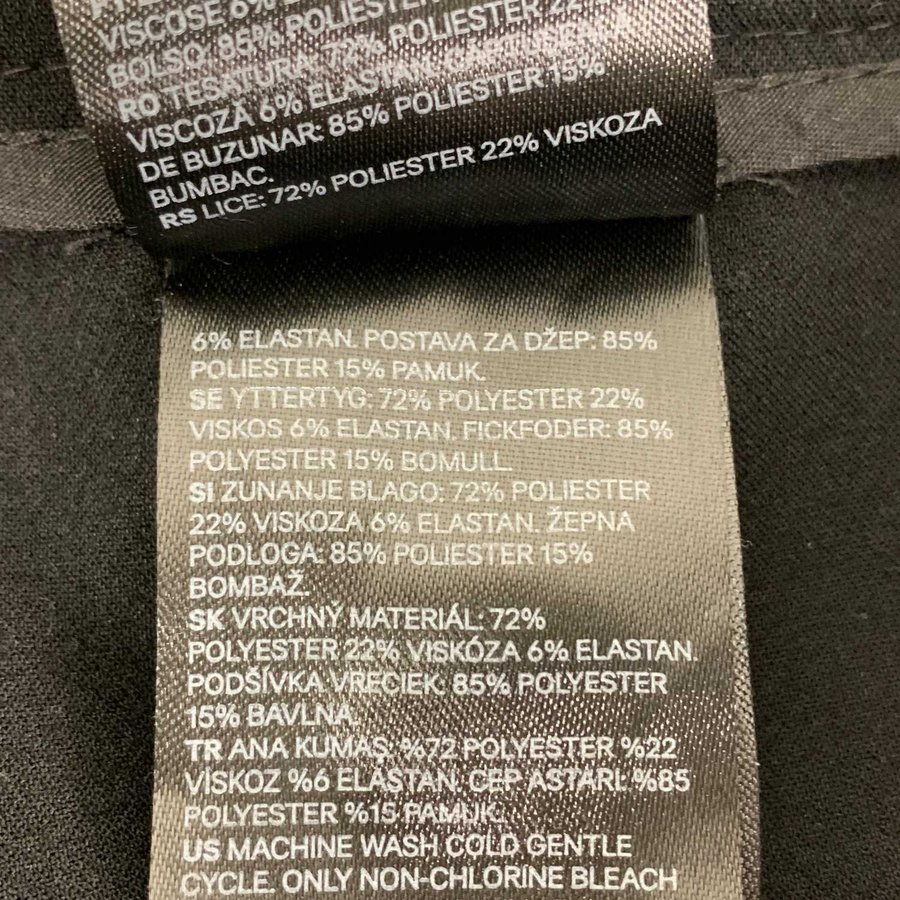 VISCOSE 6%
BOLSO: 85% POLIESTER
RO TESATURA: 72% POLIESTER 22%
VISCOZĂ 6% ELASTAN.
DE BUZUNAR: 85% POLIESTER 15%
BUMBAC.
RS LICE: 72% POLIESTER 22% VISKOZA
6% ELASTAN. POSTAVA ZA DŽEP: 85%
POLIESTER 15% PAMUK.
SE YTTERTYG: 72% POLYESTER 22%
VISKOS 6% ELASTAN. FICKFODER: 85%
POLYESTER 15% BOMULL.
SI ZUNANJE BLAGO: 72% POLIESTER
22% VISKOZA 6% ELASTAN. ŽEPNA
PODLOGA: 85% POLIESTER 15%
BOMBAŽ.
SK VRCHNÝ MATERIÁL: 72%
POLYESTER 22% VISKÓZA 6% ELASTAN.
PODŠÍVKA VRECIEK: 85% POLYESTER
15% BAVLNA.
TR ANA KUMAŞ: %72 POLYESTER %22
VİSKOZ %6 ELASTAN. CEP ASTARI: %85
POLYESTER %15 PAMUK.
US MACHINE WASH COLD GENTLE
CYCLE. ONLY NON-CHLORINE BLEACH